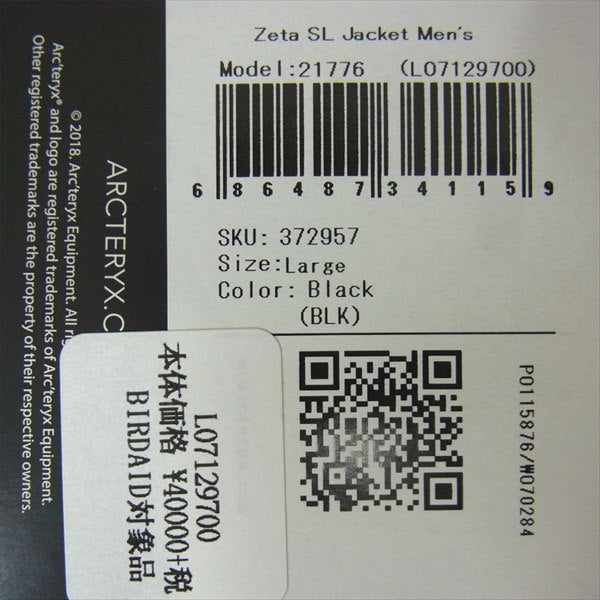 Zeta SL Jacket Men's
Model:21776 (L07129700)
6 86487 34115 9
SKU: 372957
Size:Large
Color: Black
(BLK)
P0115876/W070284
L07129700
本体価格 ¥40000+税
BIRDAID対象品
ARCTERYX.C
© 2018. Arc'teryx Equipment. All rig
Arc'teryx® and logo are registered trademarks of Arc'teryx Equipment.
Other registered trademarks are the property of their respective owners.